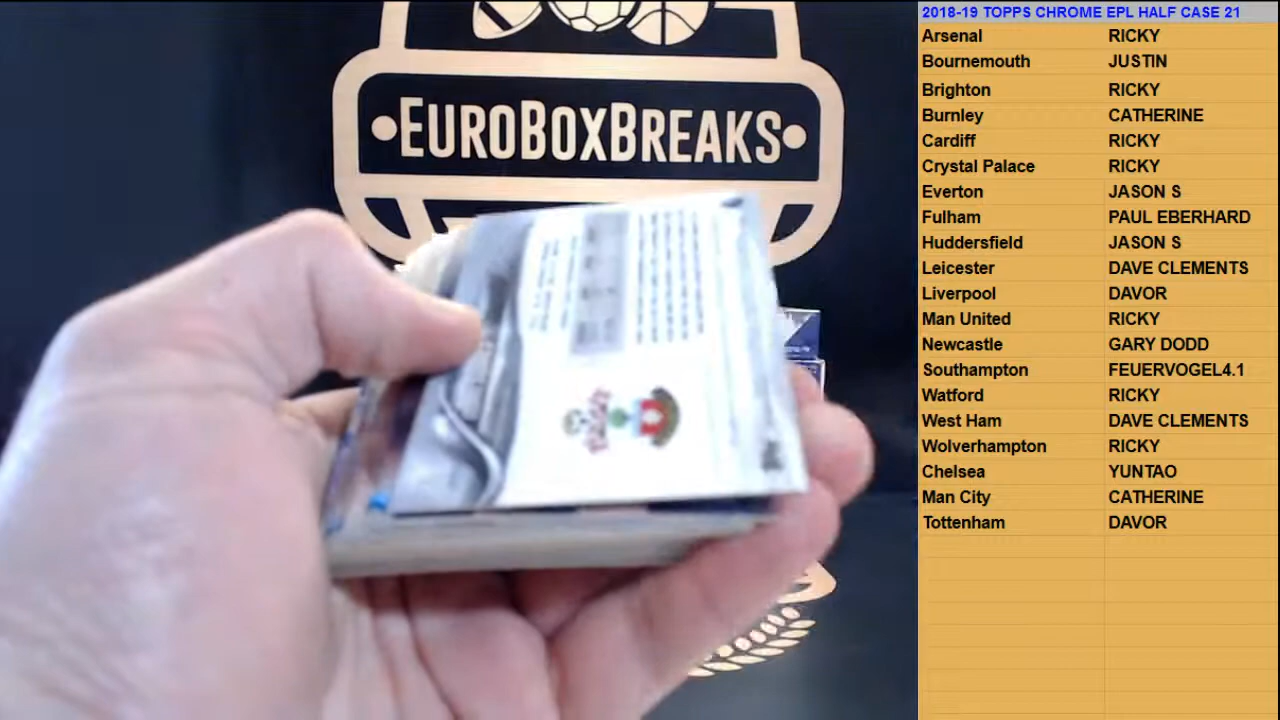 •EUROBOXBREAKS•
2018-19 TOPPS CHROME EPL HALF CASE 21
Arsenal RICKY
Bournemouth JUSTIN
Brighton RICKY
Burnley CATHERINE
Cardiff RICKY
Crystal Palace RICKY
Everton JASON S
Fulham PAUL EBERHARD
Huddersfield JASON S
Leicester DAVE CLEMENTS
Liverpool DAVOR
Man United RICKY
Newcastle GARY DODD
Southampton FEUERVOGEL4.1
Watford RICKY
West Ham DAVE CLEMENTS
Wolverhampton RICKY
Chelsea YUNTAO
Man City CATHERINE
Tottenham DAVOR